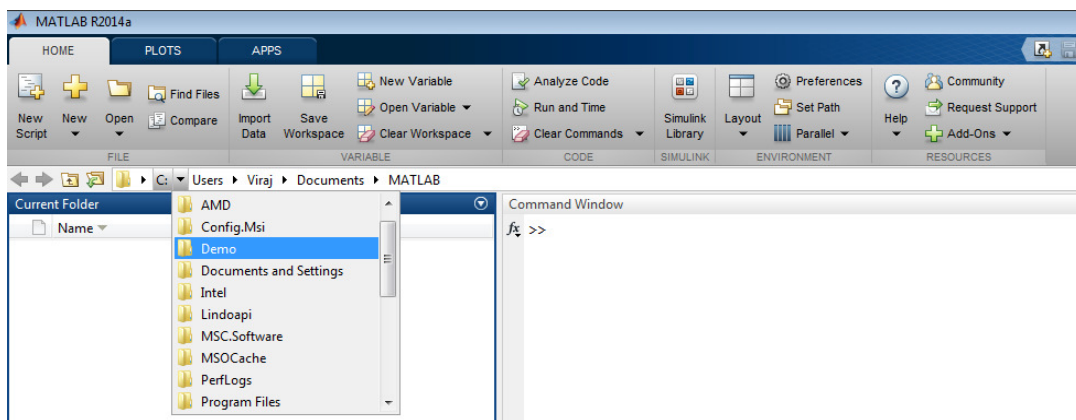 MATLAB R2014a
HOME PLOTS APPS
New Script
New
Open
Find Files
Compare
Import Data
Save Workspace
New Variable
Open Variable
Clear Workspace
Analyze Code
Run and Time
Clear Commands
Simulink Library
Layout
Preferences
Set Path
Parallel
Help
Community
Request Support
Add-Ons
FILE VARIABLE CODE SIMULINK ENVIRONMENT RESOURCES
C: Users Viraj Documents MATLAB
Current Folder
Name
AMD
Config.Msi
Demo
Documents and Settings
Intel
Lindoapi
MSC.Software
MSOCache
PerfLogs
Program Files
Command Window
fx >>